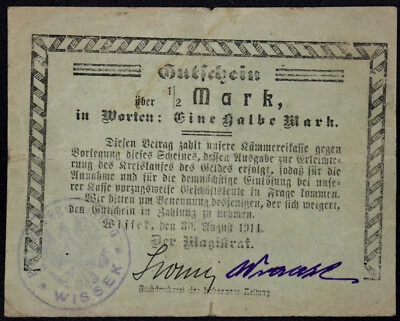 Gutschein
über 1/2 Mark,
in Worten: Eine Halbe Mark.
Diesen Betrag zahlt unsere Kämmereikasse gegen
Vorlegung dieses Scheines, dessen Ausgabe zur Erleichte-
rung des Kreislaufes des Geldes erfolgt, sodaß für die
Annahme und für die demnächstige Einlösung bei unse-
rer Kasse vorzugsweise Geschäftsleute in Frage kommen.
Wir bitten um Benennung desjenigen, der sich weigert,
den Gutschein in Zahlung zu nehmen.
Wissek, den 30. August 1914.
Der Magistrat.
WISSEK
Buchdruckerei der Zeitung